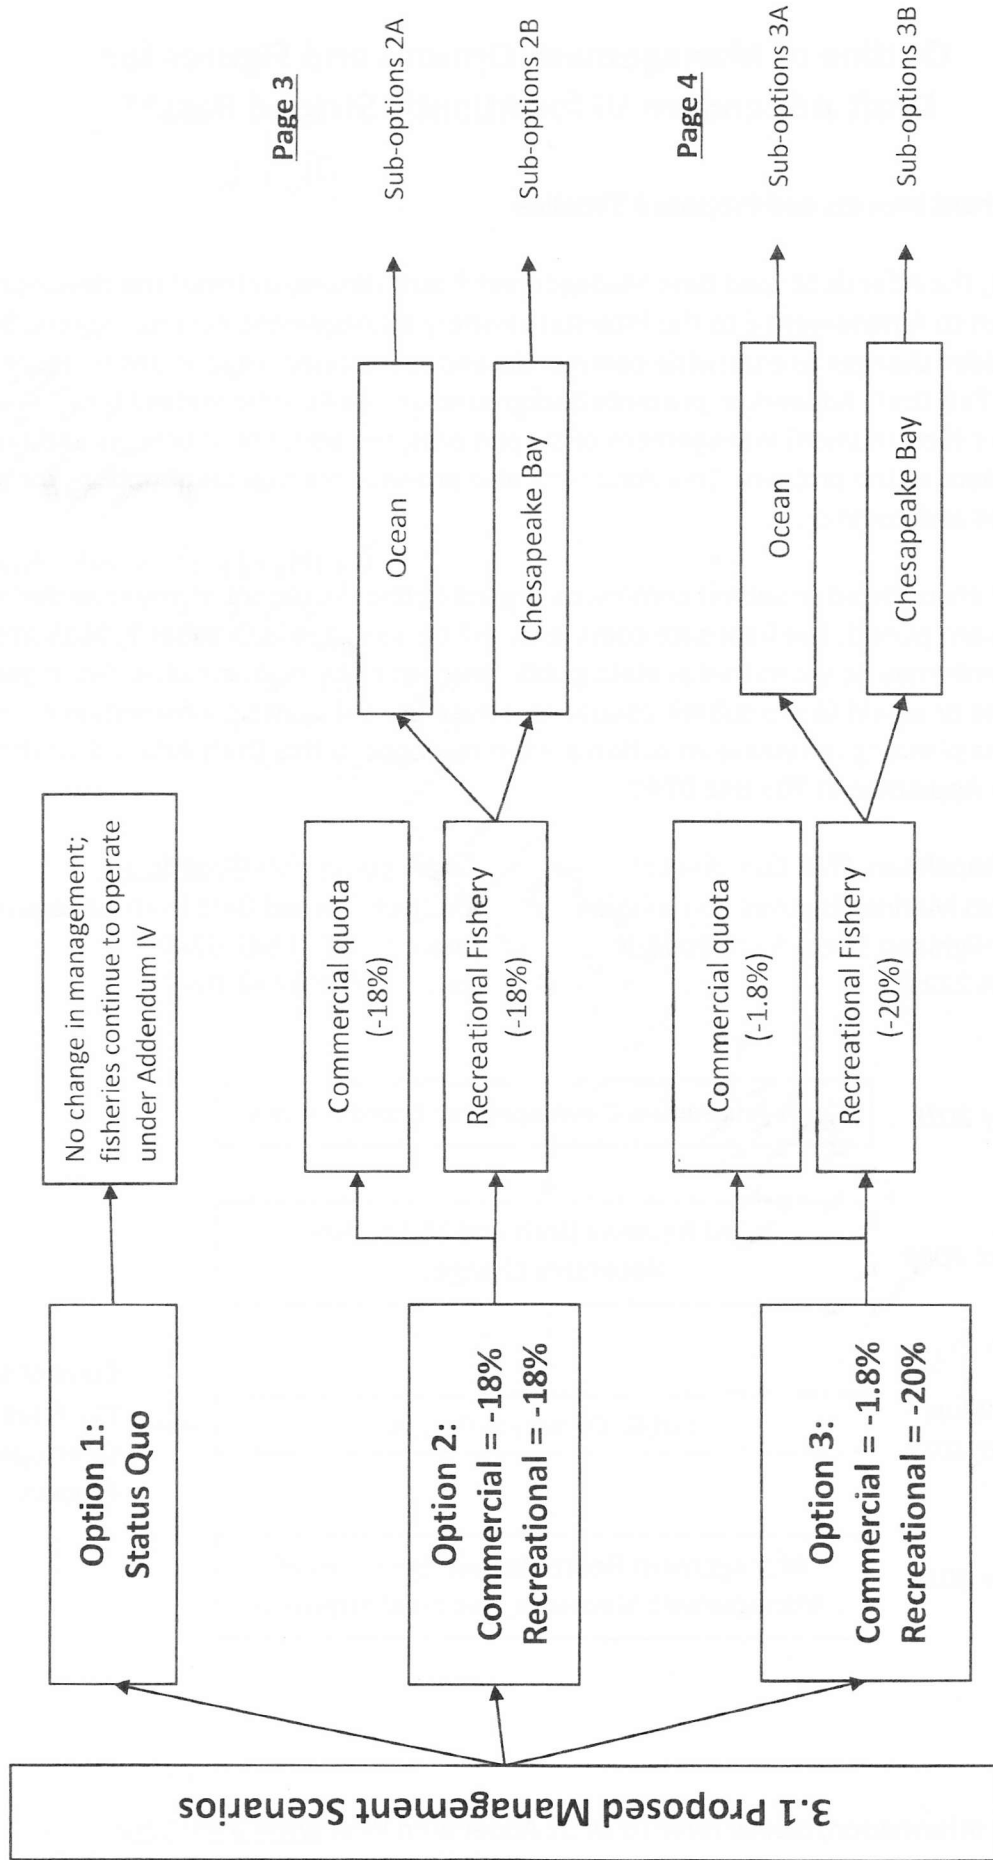 3.1 Proposed Management Scenarios
Option 1:
Status Quo
No change in management;
fisheries continue to operate
under Addendum IV
Option 2:
Commercial = -18%
Recreational = -18%
Commercial quota
(-18%)
Recreational Fishery
(-18%)
Ocean
Chesapeake Bay
Page 3
Sub-options 2A
Sub-options 2B
Option 3:
Commercial = -1.8%
Recreational = -20%
Commercial quota
(-1.8%)
Recreational Fishery
(-20%)
Ocean
Chesapeake Bay
Page 4
Sub-options 3A
Sub-options 3B